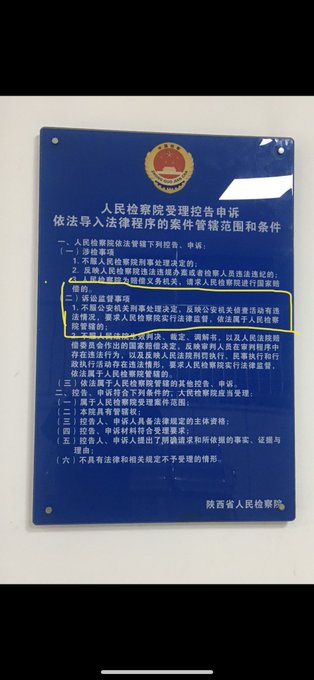 人民检察院受理控告申诉
依法导入法律程序的案件管辖范围和条件
一、人民检察院依法管辖下列控告、申诉:
(一)涉检事项
1. 不服人民检察院刑事处理决定的;
2. 反映人民检察院违法违规办案或者检察人员违法违纪的;
3. 人民检察院为赔偿义务机关,请求人民检察院进行国家赔
偿的。
(二)诉讼监督事项
1. 不服公安机关刑事处理决定,反映公安机关侦查活动有违
法情况,要求人民检察院实行法律监督,依法属于人民检察
院管辖的;
2. 不服人民法院生效判决、裁定、调解书,以及人民法院赔
偿委员会作出的国家赔偿决定,反映审判人员在审判程序中
存在违法行为,以及反映人民法院刑罚执行、民事执行和行
政执行活动存在违法情形,要求人民检察院实行法律监督,
依法属于人民检察院管辖的。
(三)依法属于人民检察院管辖的其他控告、申诉。
二、控告、申诉符合下列条件的,人民检察院应当受理:
(一)属于人民检察院受理案件范围;
(二)本院具有管辖权;
(三)控告人、申诉人具备法律规定的主体资格;
(四)控告、申诉材料符合受理要求;
(五)控告人、申诉人提出了明确请求和所依据的事实、证据与
理由;
(六)不具有法律和相关规定不予受理的情形。
陕西省人民检察院